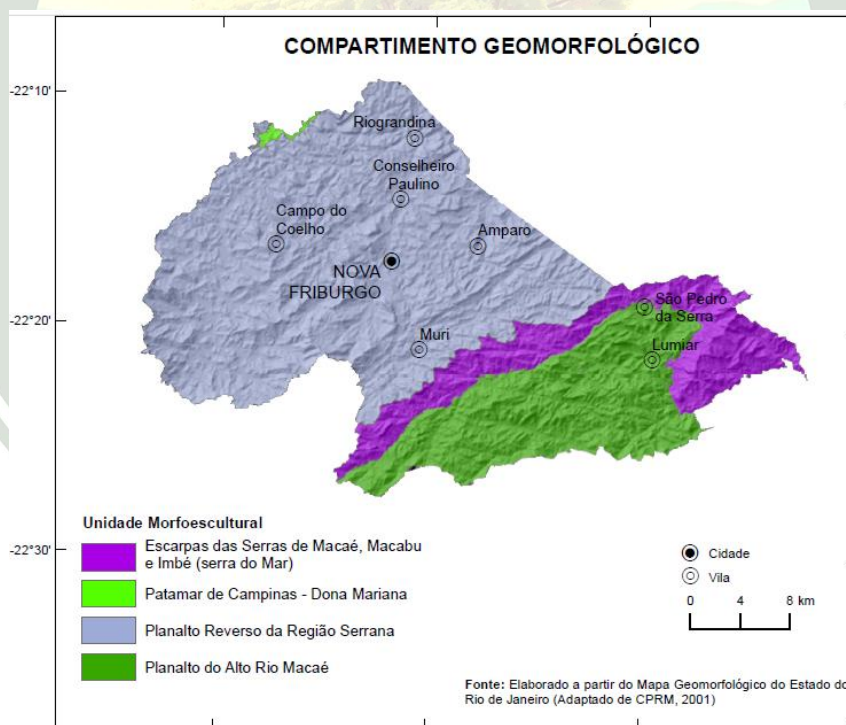 COMPARTIMENTO GEOMORFOLÓGICO
-22°10'
Riograndina
Conselheiro
Paulino
Campo do
Coelho
Amparo
NOVA
FRIBURGO
São Pedro
da Serra
-22°20'
Muri
Lumiar
Unidade Morfoescultural
-22°30'
Escarpas das Serras de Macaé, Macabu
e Imbé (serra do Mar)
Patamar de Campinas - Dona Mariana
Planalto Reverso da Região Serrana
Planalto do Alto Rio Macaé
Cidade
Vila
0 4 8 km
Fonte: Elaborado a partir do Mapa Geomorfológico do Estado do
Rio de Janeiro (Adaptado de CPRM, 2001)